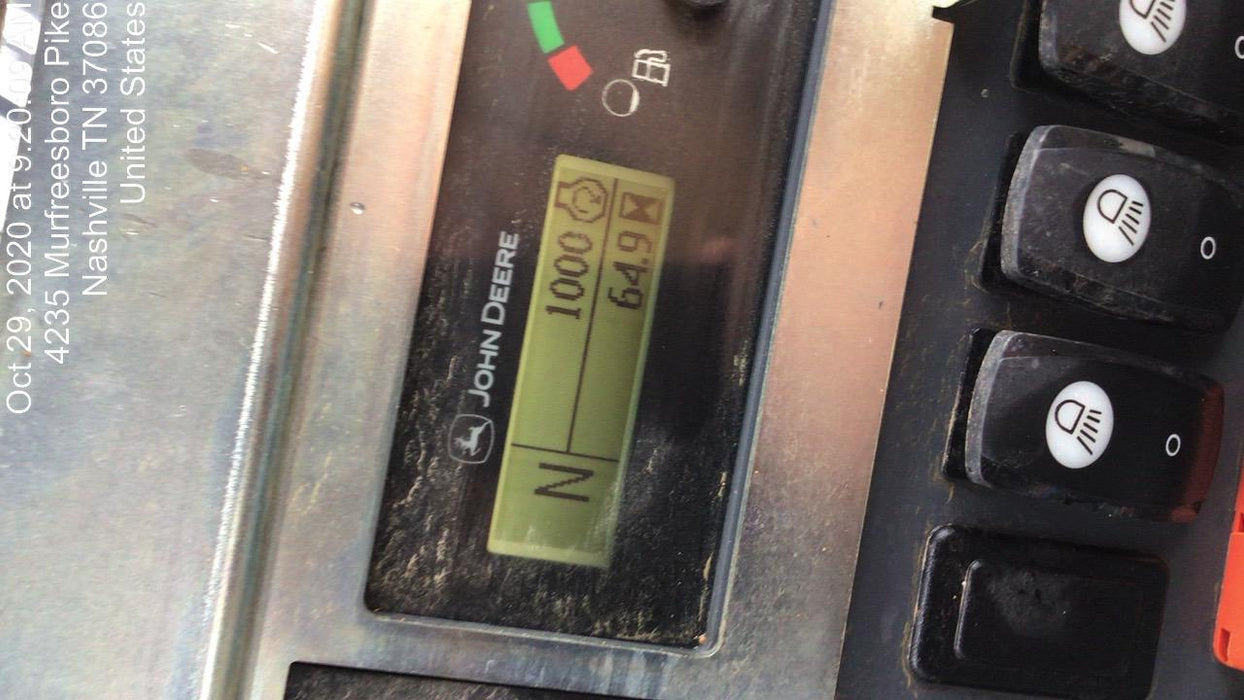 Oct 29, 2020 at 9:20:09 AM
4235 Murfreesboro Pike
Nashville TN 37086
United States
JOHN DEERE
N
1000
64.9